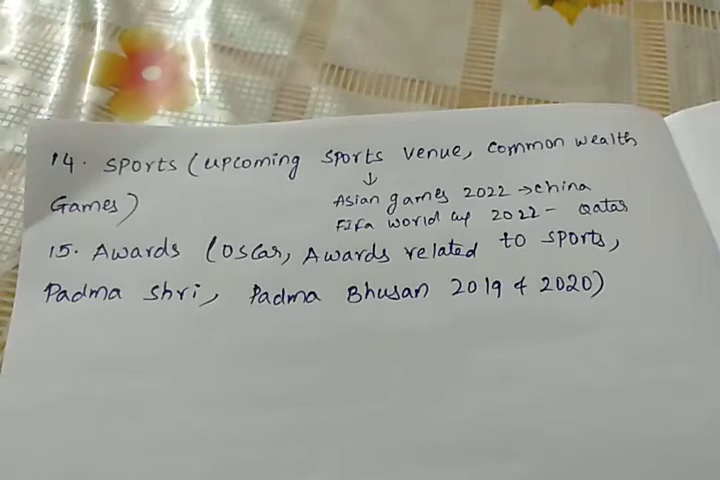 14. Sports (upcoming sports venue, common wealth
↓
Games) Asian games 2022 → china
FIFA world cup 2022 - Qatar
15. Awards (Oscar, Awards related to sports,
Padma Shri, Padma Bhusan 2019 & 2020)